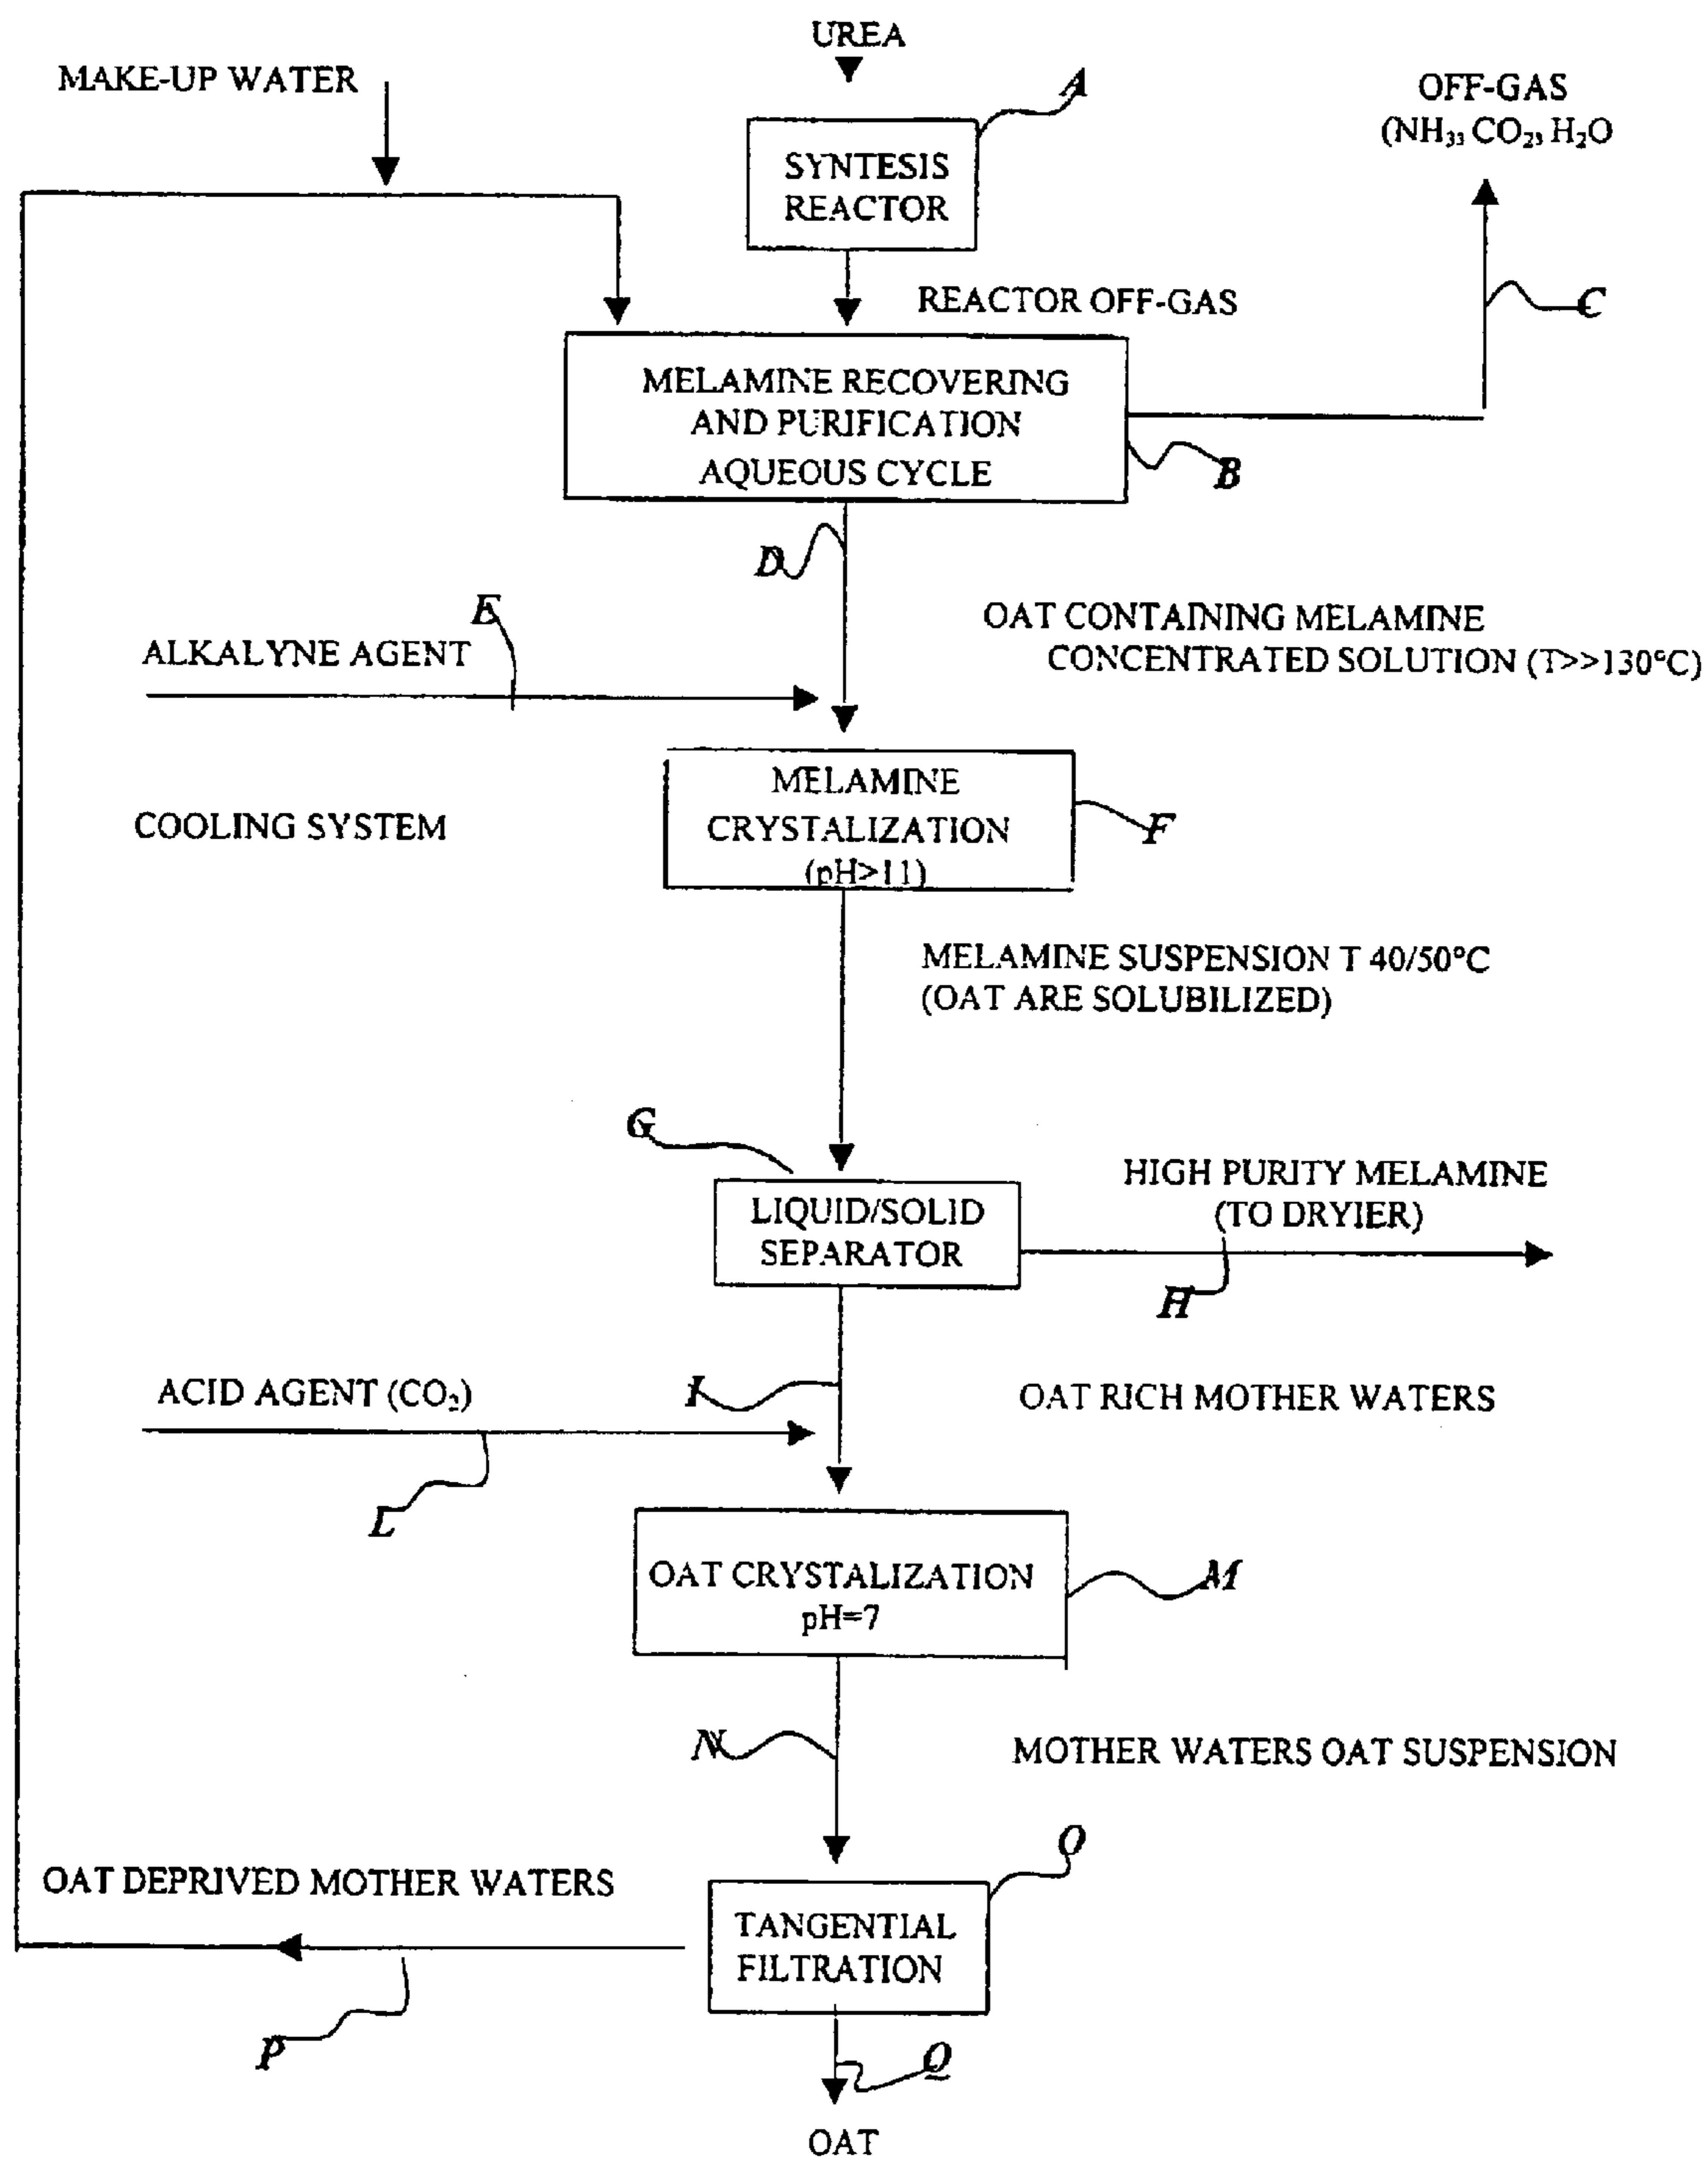 UREA
MAKE-UP WATER
A
OFF-GAS
(NH₃, CO₂, H₂O
SYNTESIS
REACTOR
REACTOR OFF-GAS
C
MELAMINE RECOVERING
AND PURIFICATION
AQUEOUS CYCLE
B
D
E
OAT CONTAINING MELAMINE
CONCENTRATED SOLUTION (T>>130°C)
ALKALYNE AGENT
MELAMINE
CRYSTALIZATION
(pH>11)
COOLING SYSTEM
F
MELAMINE SUSPENSION T 40/50°C
(OAT ARE SOLUBILIZED)
G
HIGH PURITY MELAMINE
(TO DRYIER)
LIQUID/SOLID
SEPARATOR
H
ACID AGENT (CO₂)
I
OAT RICH MOTHER WATERS
L
OAT CRYSTALIZATION
pH=7
M
N
MOTHER WATERS OAT SUSPENSION
O
OAT DEPRIVED MOTHER WATERS
TANGENTIAL
FILTRATION
P
Q
OAT